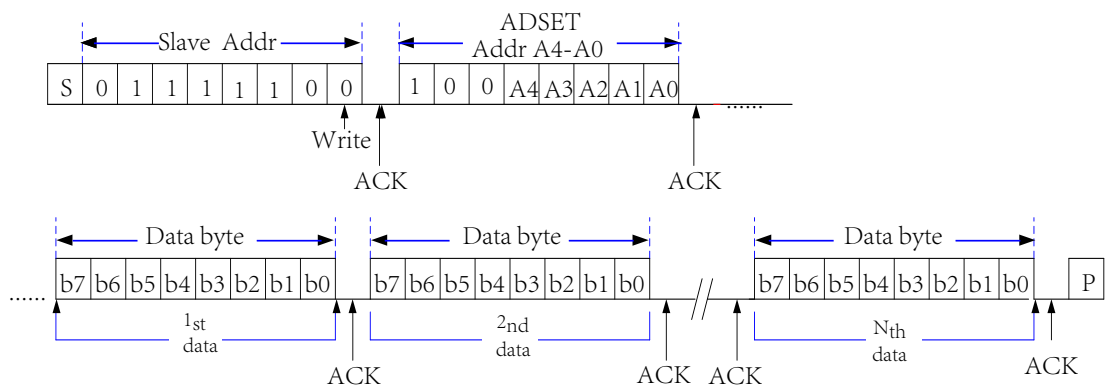 Slave Addr
ADSET
Addr A4-A0
S 0 1 1 1 1 1 0 0
1 0 0 A4 A3 A2 A1 A0
......
Write
ACK
ACK
Data byte
Data byte
Data byte
......
b7 b6 b5 b4 b3 b2 b1 b0
b7 b6 b5 b4 b3 b2 b1 b0
b7 b6 b5 b4 b3 b2 b1 b0
P
1st
data
2nd
data
Nth
data
ACK
ACK
ACK
ACK